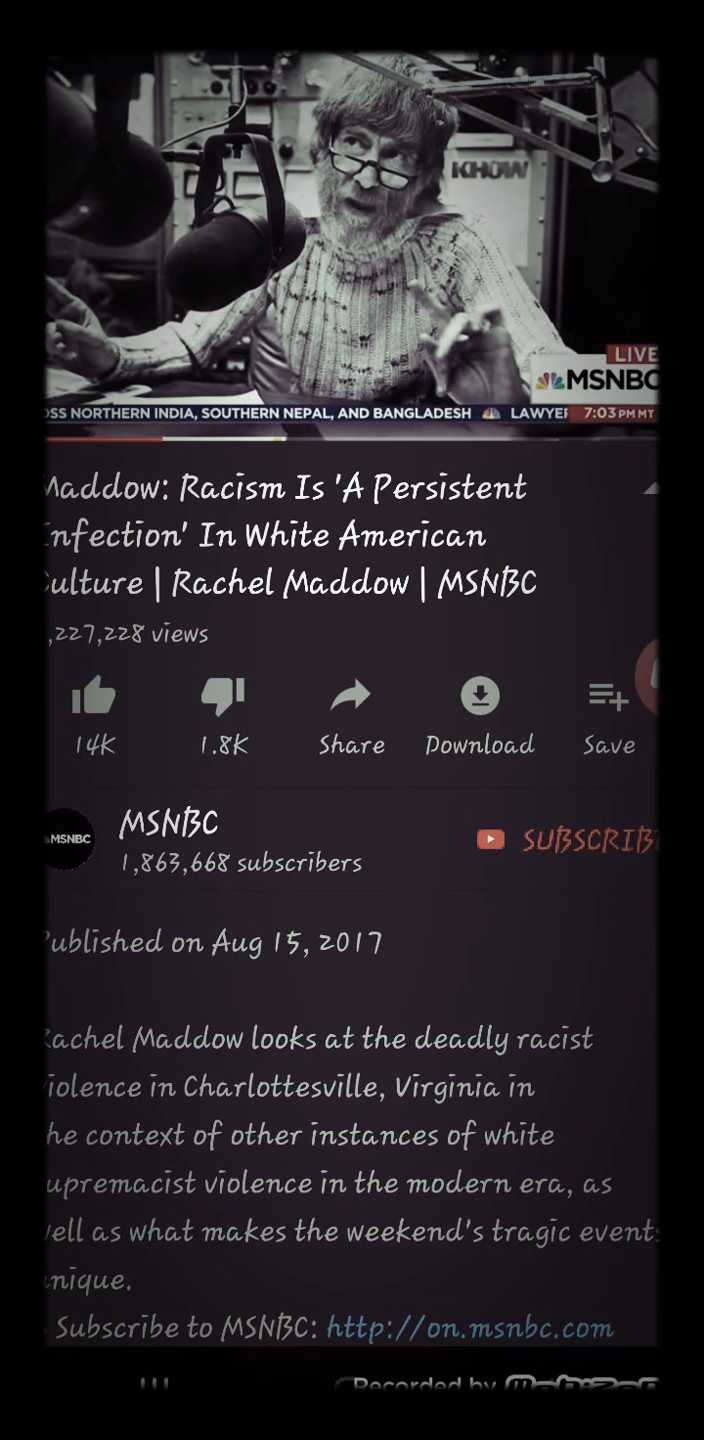 KHOW
LIVE
MSNBC
OSS NORTHERN INDIA, SOUTHERN NEPAL, AND BANGLADESH LAWYER 7:03 PM MT
Maddow: Racism Is 'A Persistent
Infection' In White American
Culture | Rachel Maddow | MSNBC
,227,228 views
14K 1.8K Share Download Save
MSNBC
MSNBC SUBSCRIBE
1,863,668 subscribers
Published on Aug 15, 2017
Rachel Maddow looks at the deadly racist
violence in Charlottesville, Virginia in
the context of other instances of white
supremacist violence in the modern era, as
well as what makes the weekend's tragic events
unique.
Subscribe to MSNBC: http://on.msnbc.com
Recorded by